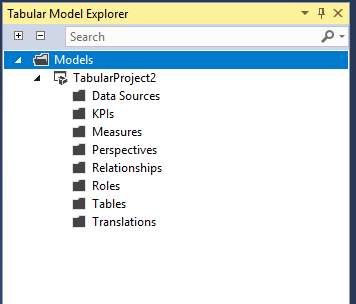 Tabular Model Explorer
Search
Models
TabularProject2
Data Sources
KPIs
Measures
Perspectives
Relationships
Roles
Tables
Translations